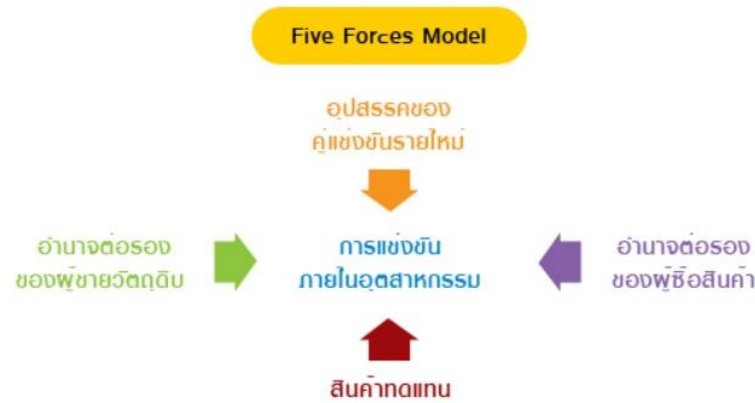 Five Forces Model
อุปสรรคของ
คู่แข่งขันรายใหม่
อำนาจต่อรอง
ของผู้ขายวัตถุดิบ
การแข่งขัน
ภายในอุตสาหกรรม
อำนาจต่อรอง
ของผู้ซื้อสินค้า
สินค้าทดแทน